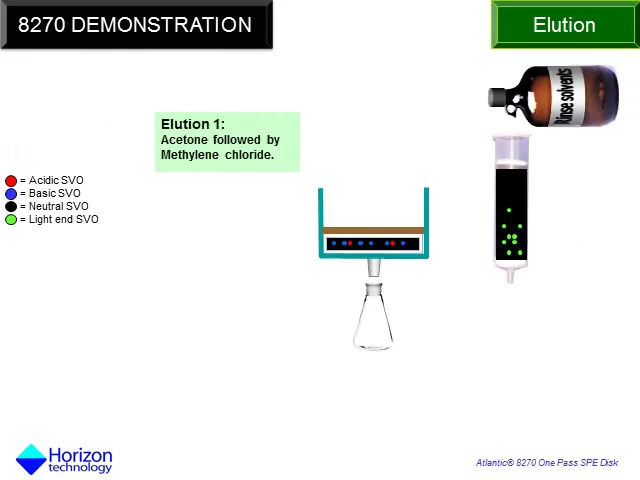 8270 DEMONSTRATION
Elution
Rinse solvents
Elution 1:
Acetone followed by
Methylene chloride.
= Acidic SVO
= Basic SVO
= Neutral SVO
= Light end SVO
Horizon
technology
Atlantic® 8270 One Pass SPE Disk